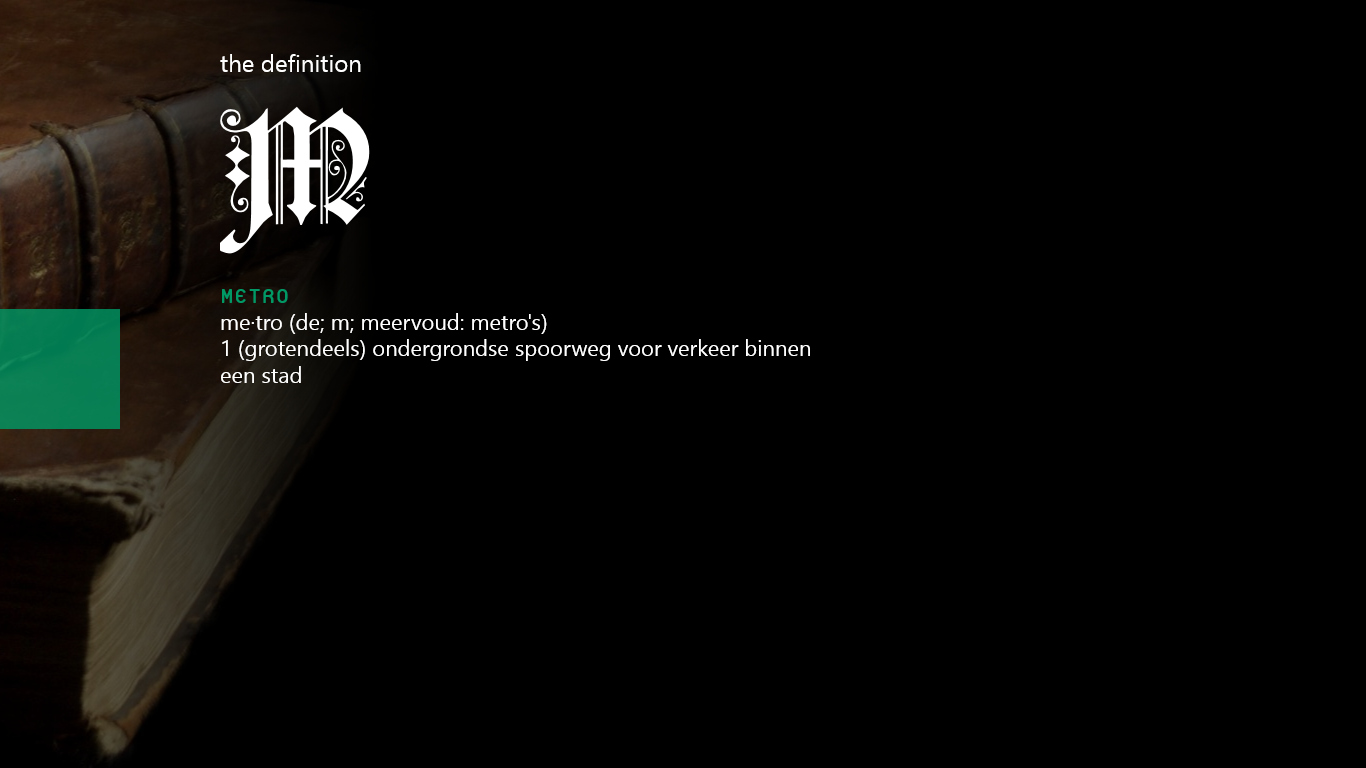 the definition
M
METRO
me·tro (de; m; meervoud: metro's)
1 (grotendeels) ondergrondse spoorweg voor verkeer binnen
een stad